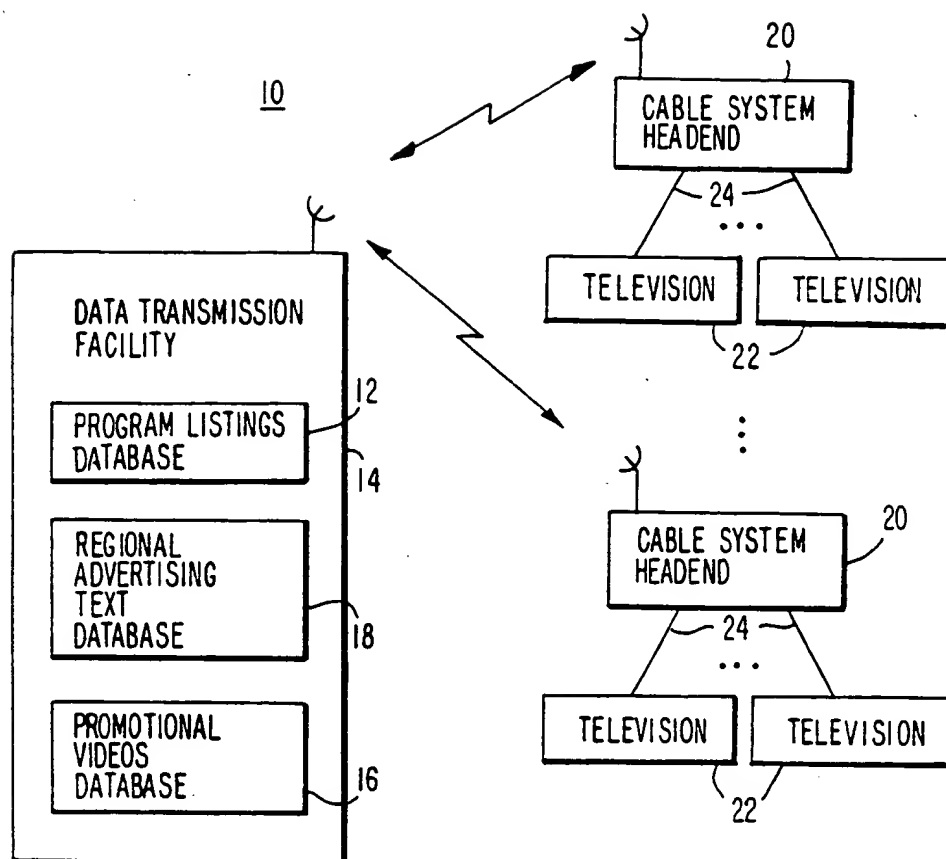 10
DATA TRANSMISSION
FACILITY
PROGRAM LISTINGS
DATABASE
12
14
REGIONAL
ADVERTISING
TEXT
DATABASE
18
PROMOTIONAL
VIDEOS
DATABASE
16
20
CABLE SYSTEM
HEADEND
24
TELEVISION
TELEVISION
22
CABLE SYSTEM
HEADEND
20
24
TELEVISION
TELEVISION
22